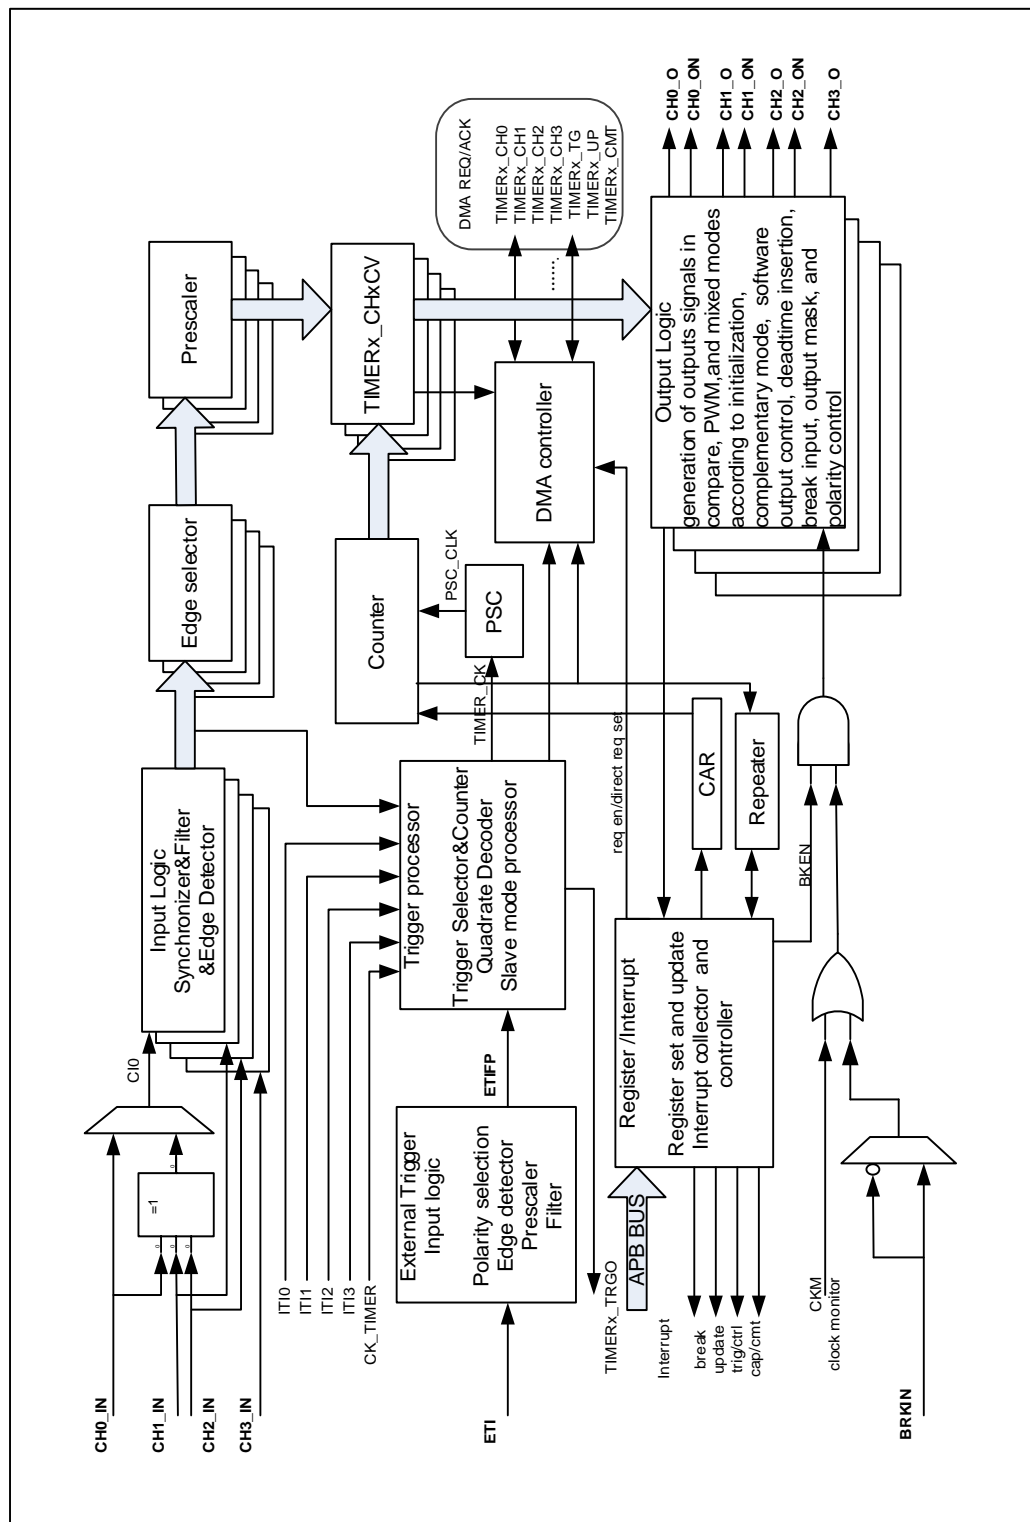 CH0_IN
CH1_IN
CH2_IN
CH3_IN
=1
0
0
0
0
CI0
Input Logic
Synchronizer&Filter
&Edge Detector
Edge selector
Prescaler
ITI0
ITI1
ITI2
ITI3
CK_TIMER
Trigger processor
Trigger Selector&Counter
Quadrate Decoder
Slave mode processor
TIMER_CK
PSC
PSC_CLK
Counter
TIMERx_CHxCV
ETI
External Trigger
Input logic
Polarity selection
Edge detector
Prescaler
Filter
ETIFP
TIMERx_TRGO
DMA controller
DMA REQ/ACK
TIMERx_CH0
TIMERx_CH1
TIMERx_CH2
TIMERx_CH3
TIMERx_TG
TIMERx_UP
TIMERx_CMT
……
req en/direct req set
APB BUS
Register /Interrupt
Register set and update
Interrupt collector and
controller
Interrupt
break
update
trig/ctrl
cap/cmt
CAR
Repeater
BKEN
CKM
clock monitor
BRKIN
Output Logic
generation of outputs signals in
compare, PWM,and mixed modes
according to initialization,
complementary mode, software
output control, deadtime insertion,
break input, output mask, and
polarity control
CH0_O
CH0_ON
CH1_O
CH1_ON
CH2_O
CH2_ON
CH3_O